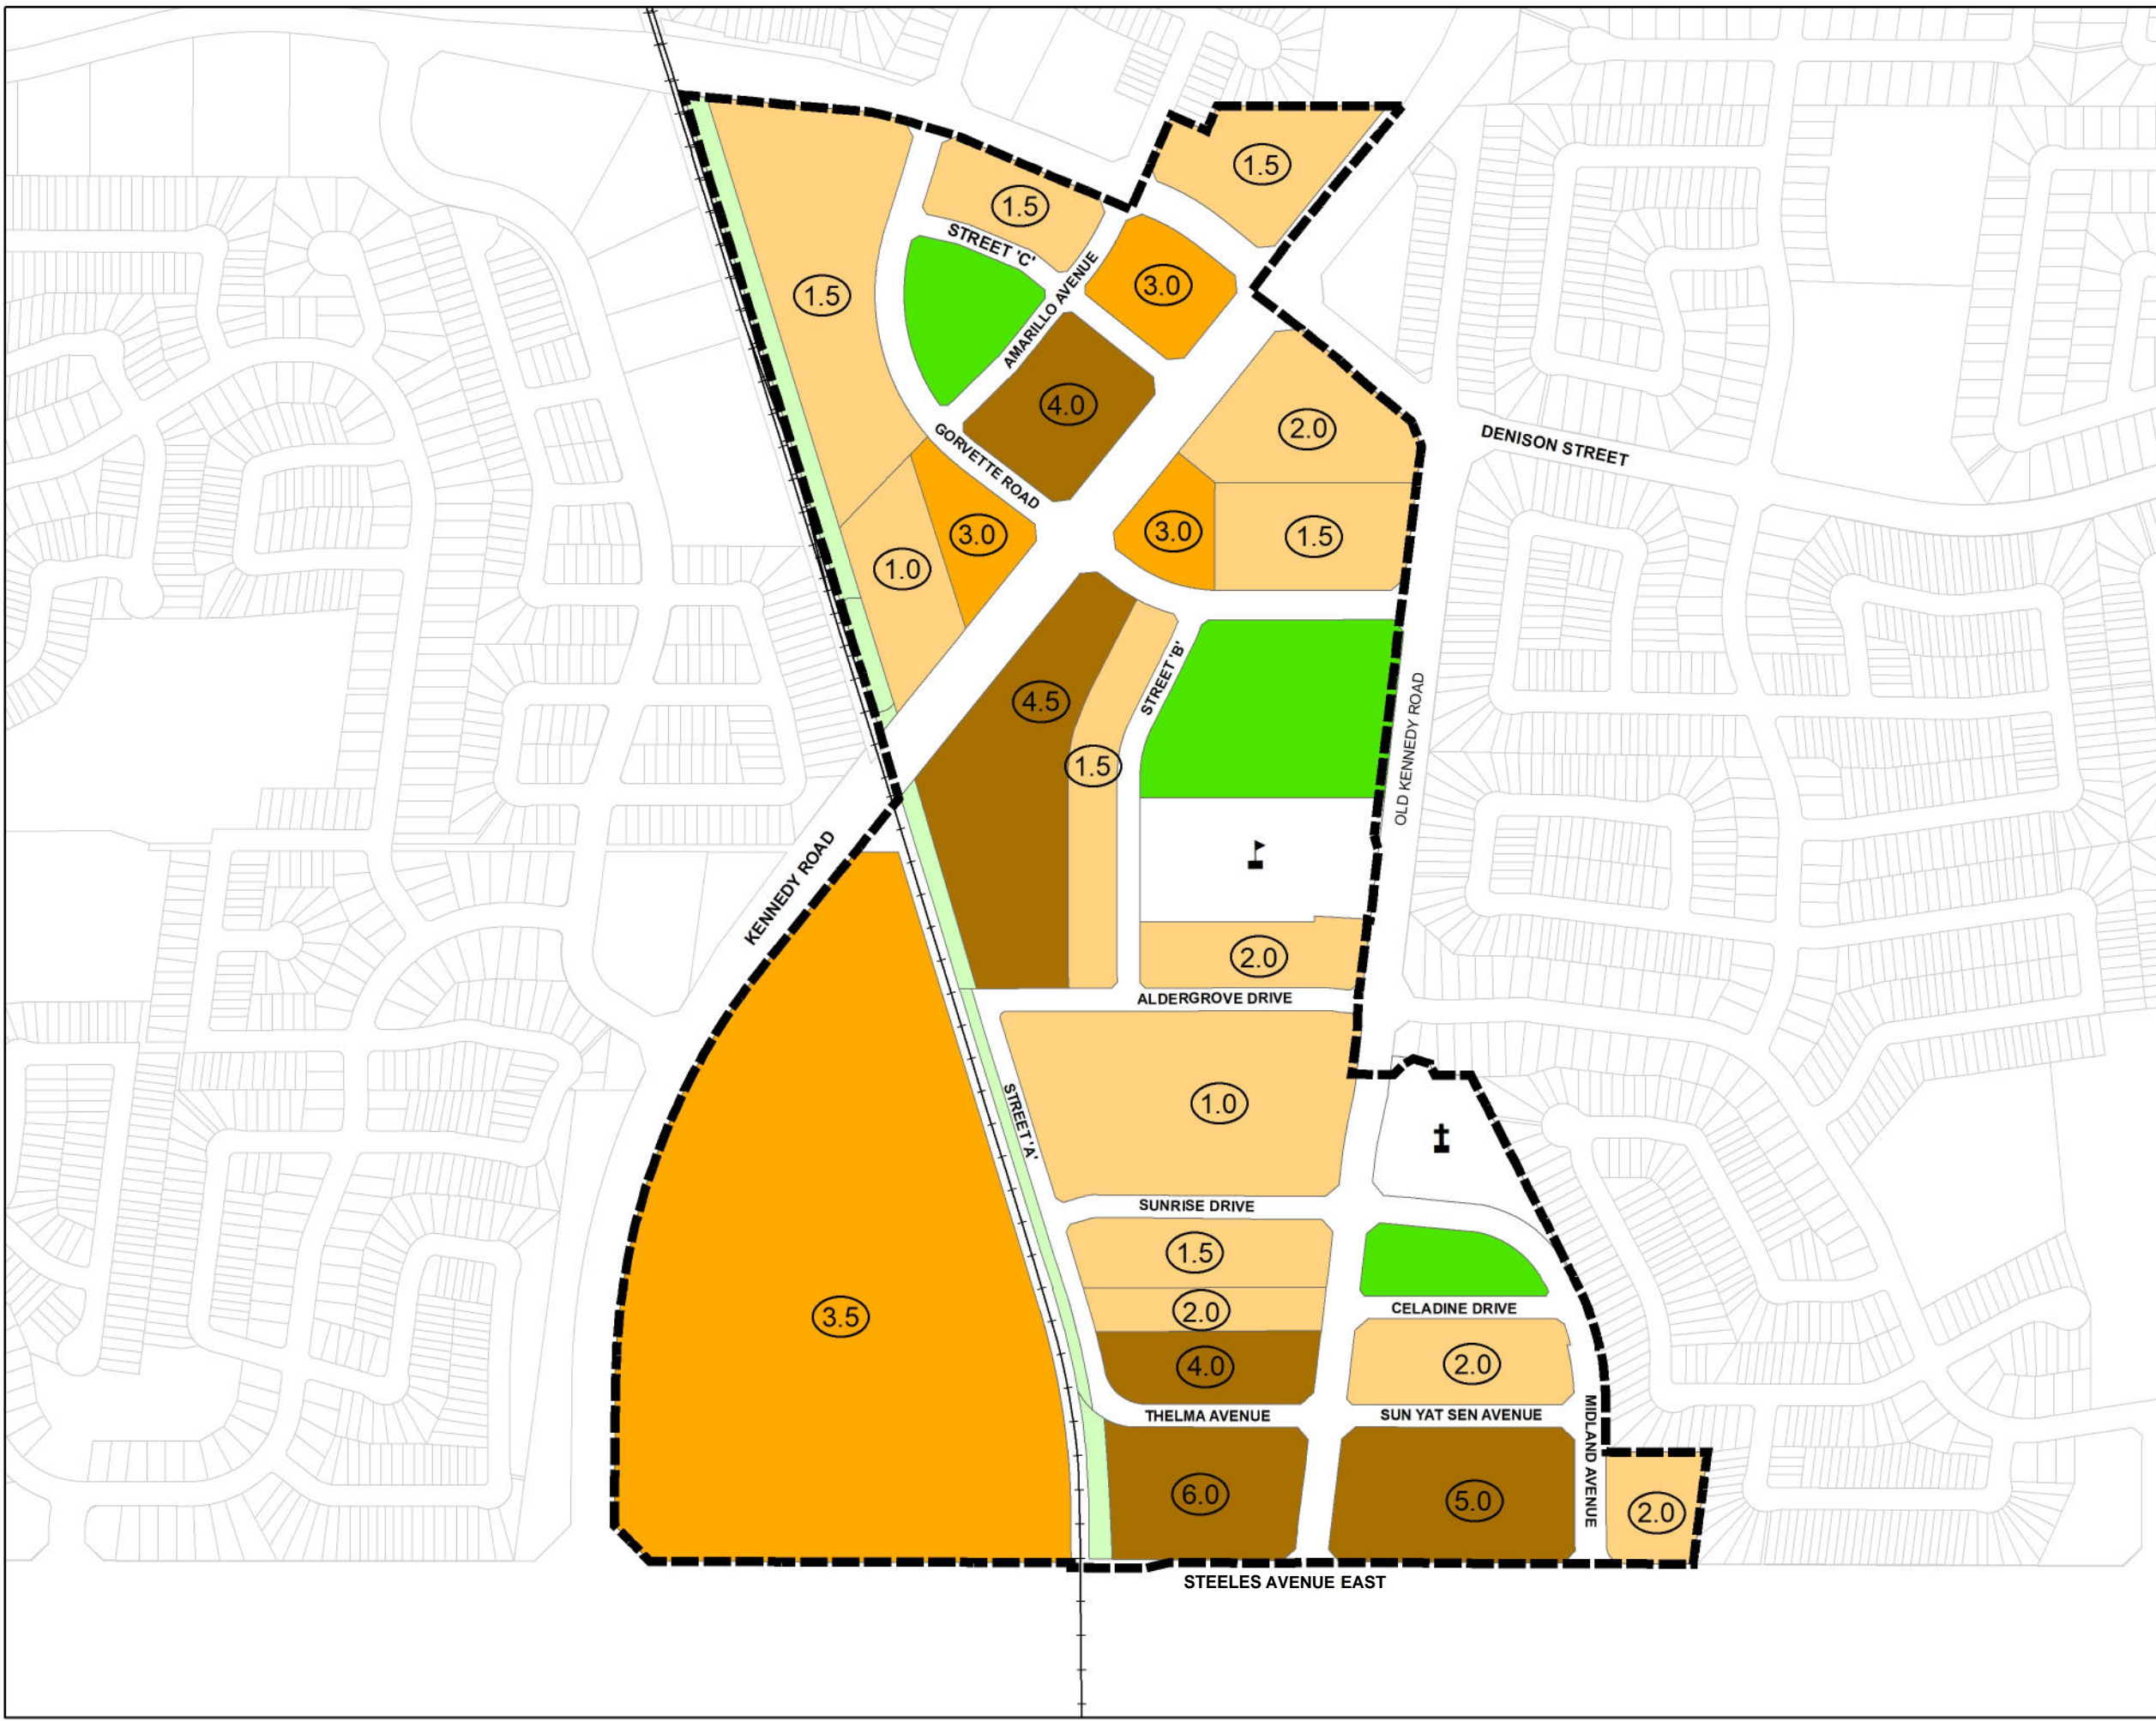 1.5
1.5
STREET 'C'
AMARILLO AVENUE
1.5
3.0
4.0
2.0
DENISON STREET
GORVETTE ROAD
3.0
3.0
1.5
1.0
4.5
STREET 'B'
1.5
OLD KENNEDY ROAD
KENNEDY ROAD
2.0
ALDERGROVE DRIVE
STREET 'A'
1.0
SUNRISE DRIVE
1.5
2.0
CELADINE DRIVE
3.5
4.0
2.0
THELMA AVENUE
SUN YAT SEN AVENUE
MIDLAND AVENUE
6.0
5.0
2.0
STEELES AVENUE EAST